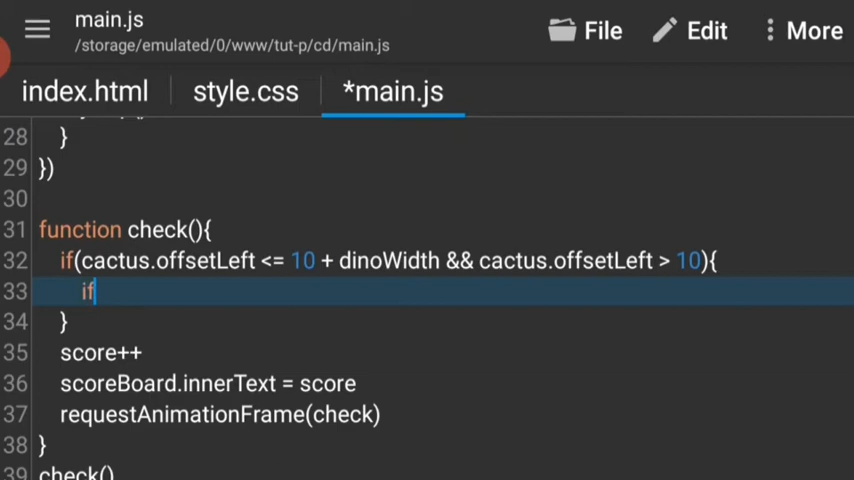 main.js
/storage/emulated/0/www/tut-p/cd/main.js
File
Edit
More
index.html
style.css
*main.js
28 }
29 })
30
31 function check(){
32 if(cactus.offsetLeft <= 10 + dinoWidth && cactus.offsetLeft > 10){
33 if
34 }
35 score++
36 scoreBoard.innerText = score
37 requestAnimationFrame(check)
38 }
39 check()